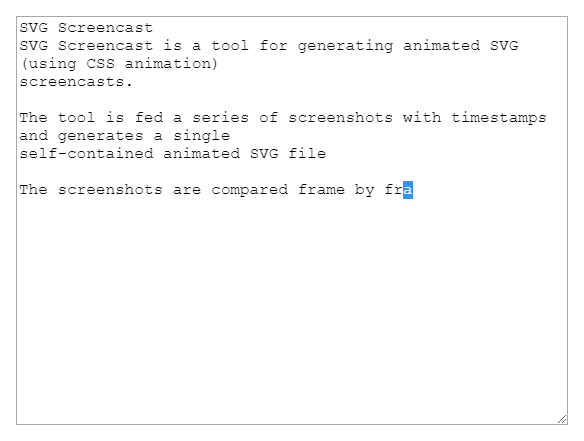 SVG Screencast
SVG Screencast is a tool for generating animated SVG
(using CSS animation)
screencasts.

The tool is fed a series of screenshots with timestamps
and generates a single
self-contained animated SVG file

The screenshots are compared frame by fra